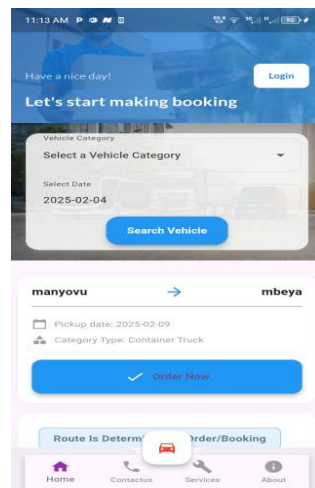 11:13 AM
Have a nice day!
Login
Let's start making booking
Vehicle Category
Select a Vehicle Category
Select Date
2025-02-04
Search Vehicle
manyovu → mbeya
Pickup date: 2025-02-09
Category Type: Container Truck
Order Now
Route Is Determ Order/Booking
Home Contactus Services About